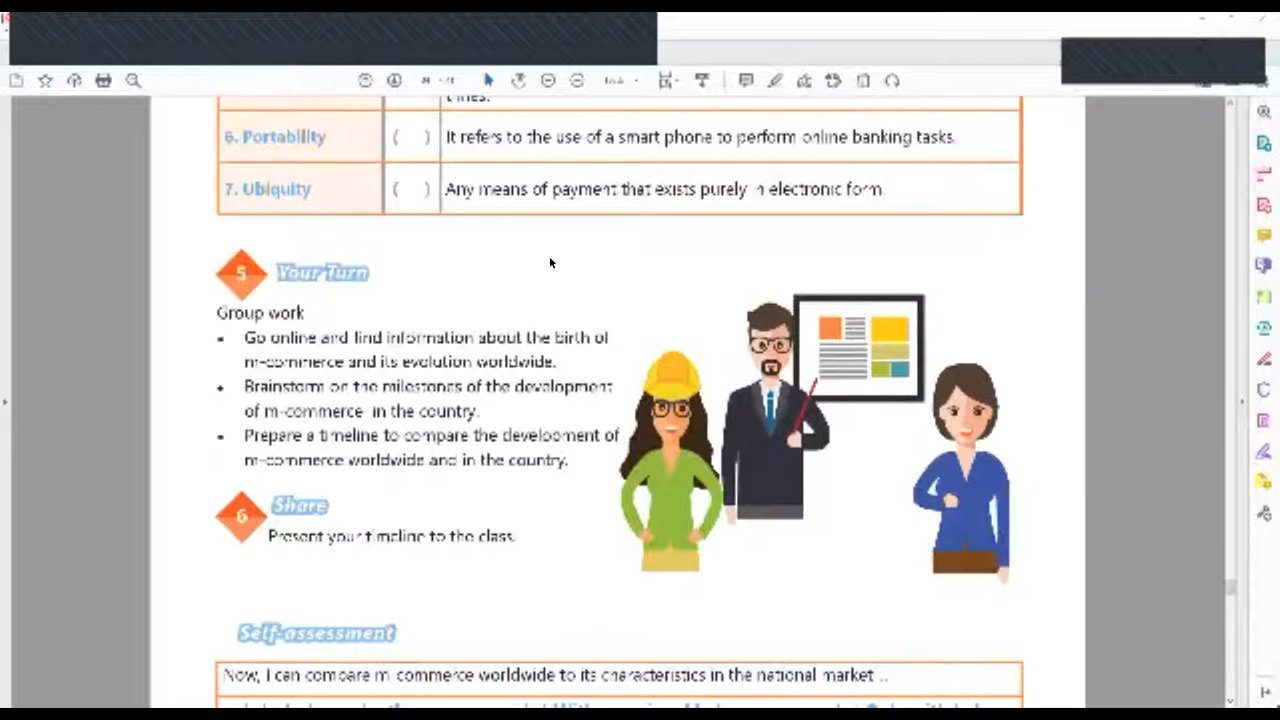 times.
6. Portability ( ) It refers to the use of a smart phone to perform online banking tasks.
7. Ubiquity ( ) Any means of payment that exists purely in electronic form.
5 Your Turn
Group work
• Go online and find information about the birth of
m-commerce and its evolution worldwide.
• Brainstorm on the milestones of the development
of m-commerce in the country.
• Prepare a timeline to compare the development of
m-commerce worldwide and in the country.
6 Share
Present your timeline to the class.
Self-assessment
Now, I can compare m-commerce worldwide to its characteristics in the national market ...